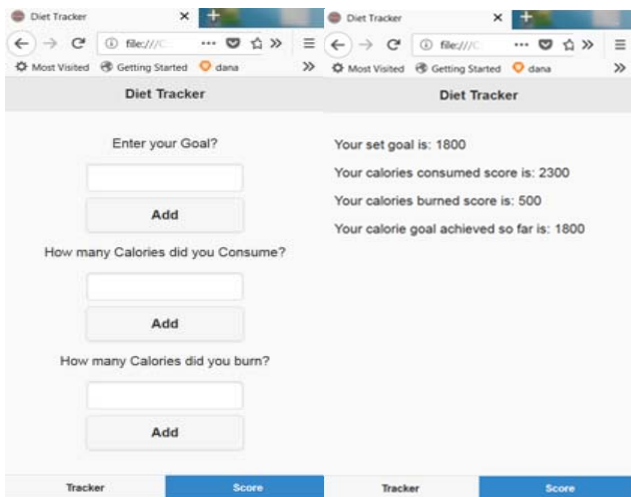 Diet Tracker
file:///C:
Most Visited Getting Started dana
Diet Tracker
Enter your Goal?
Add
How many Calories did you Consume?
Add
How many Calories did you burn?
Add
Tracker Score
Diet Tracker
file:///C:
Most Visited Getting Started dana
Diet Tracker
Your set goal is: 1800
Your calories consumed score is: 2300
Your calories burned score is: 500
Your calorie goal achieved so far is: 1800
Tracker Score